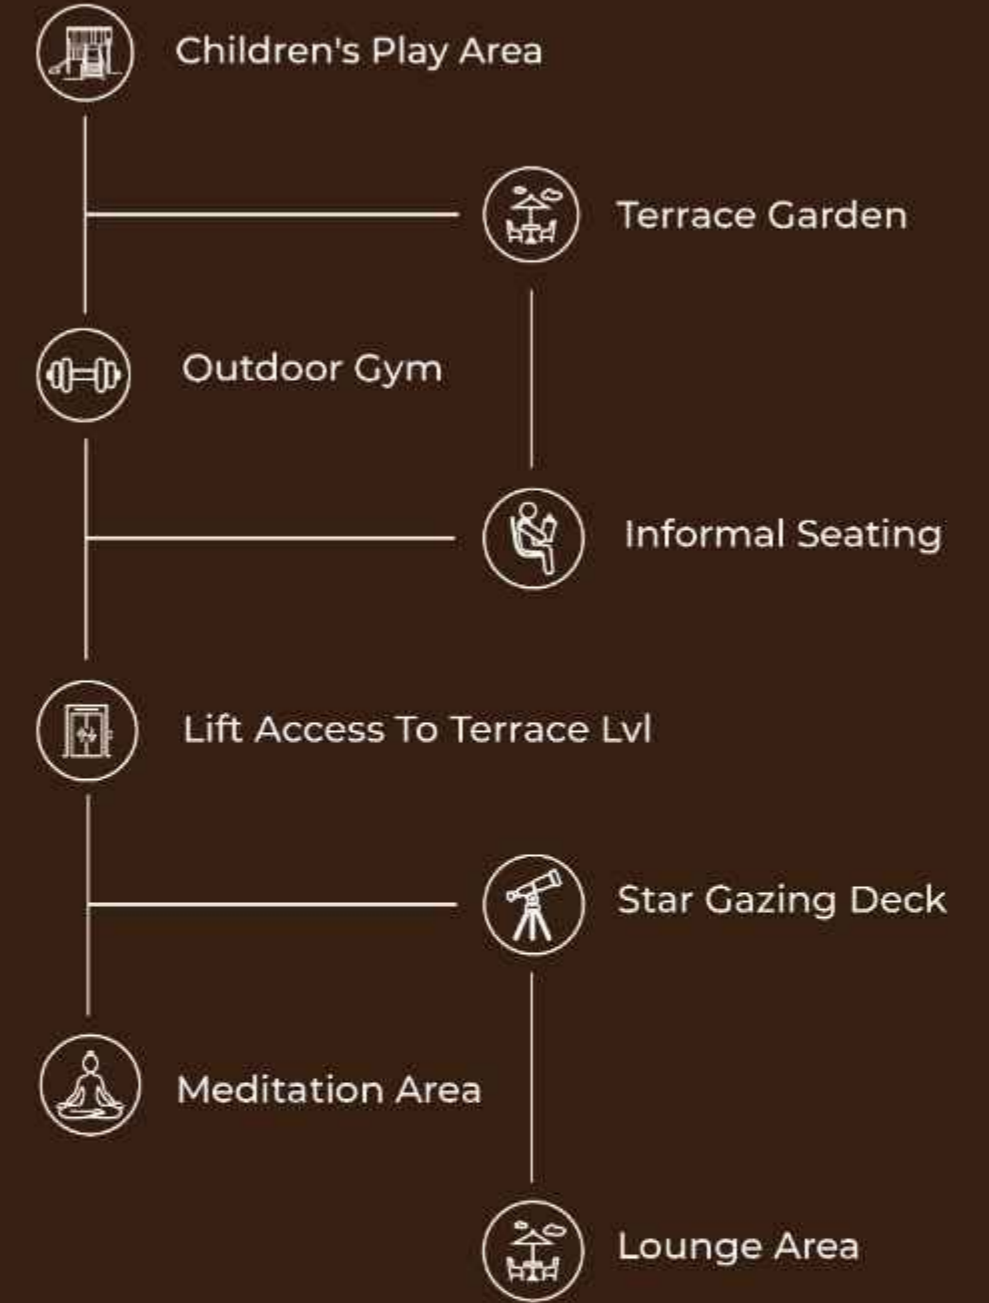 Children's Play Area
Terrace Garden
Outdoor Gym
Informal Seating
Lift Access To Terrace Lvl
Star Gazing Deck
Meditation Area
Lounge Area